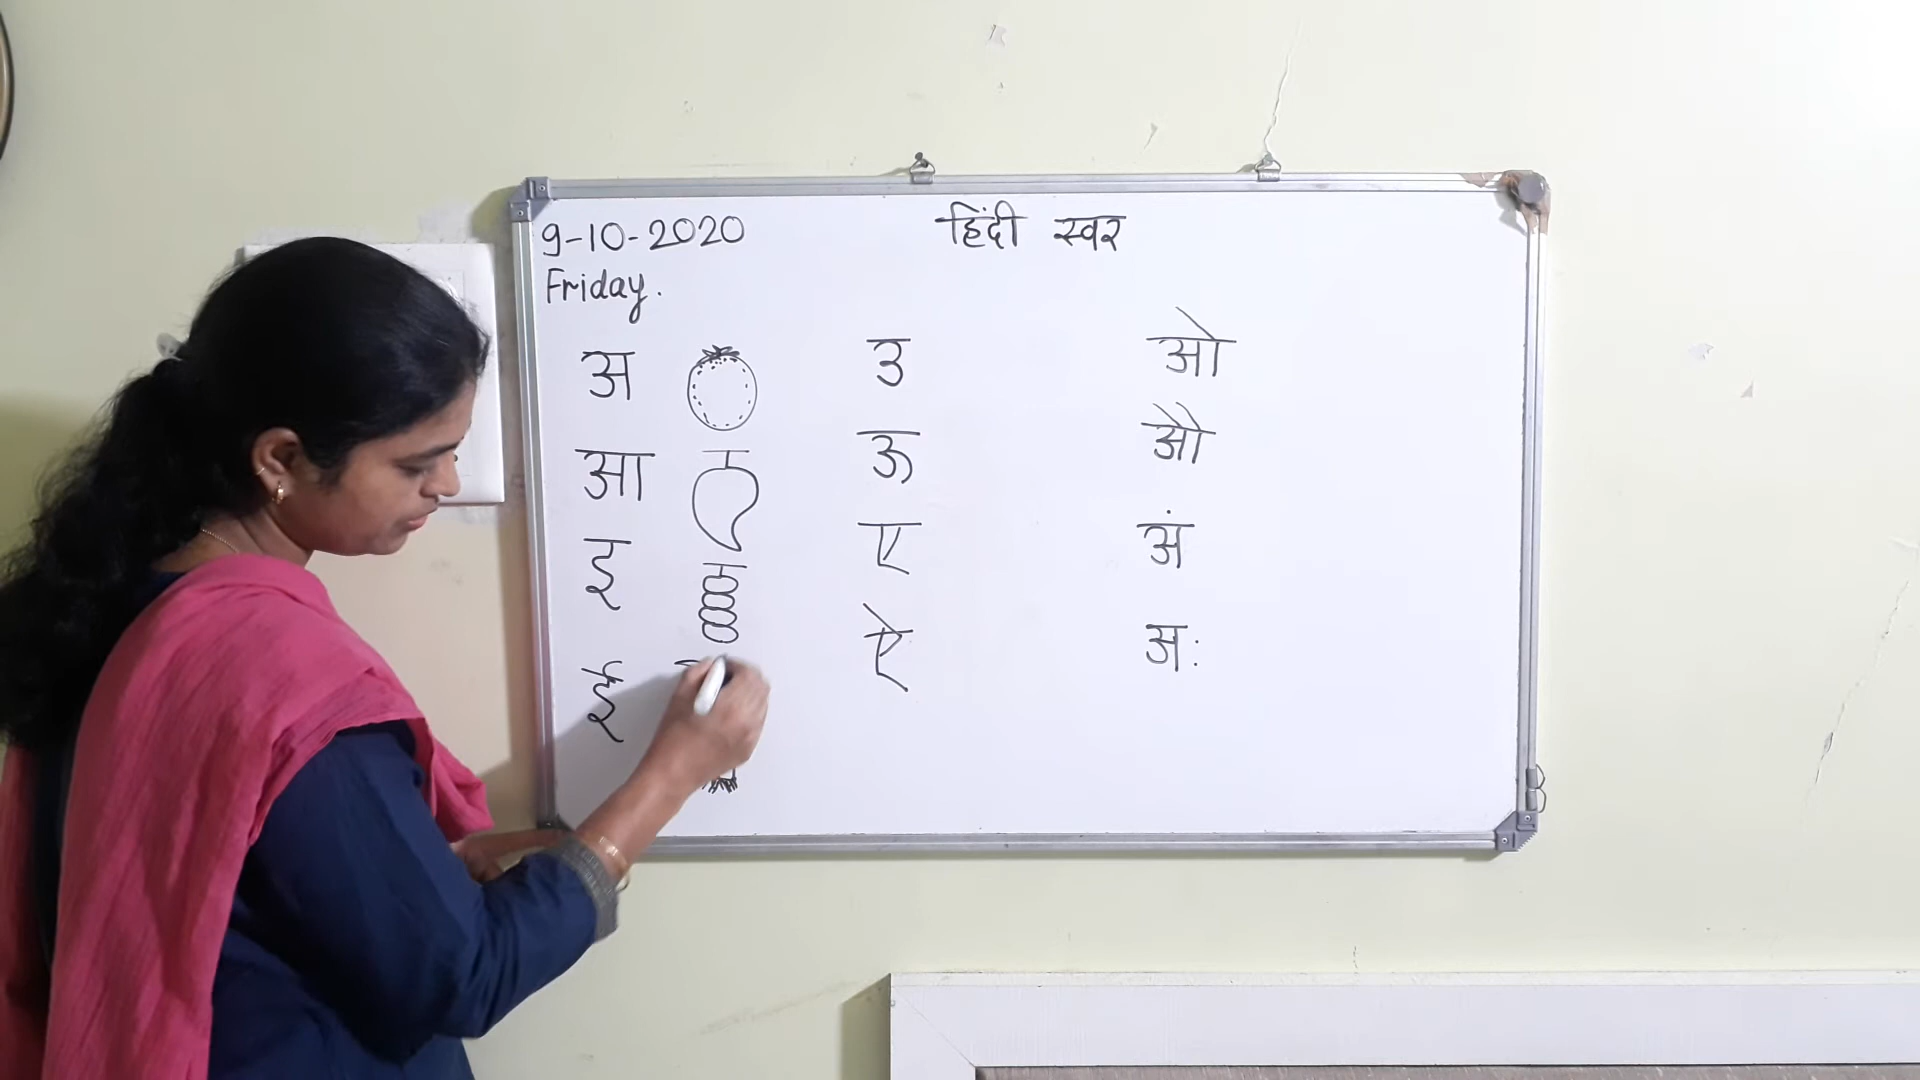 9-10-2020
हिंदी स्वर
Friday.
अ
आ
इ
ई
उ
ऊ
ए
ऐ
ओ
औ
अं
अः